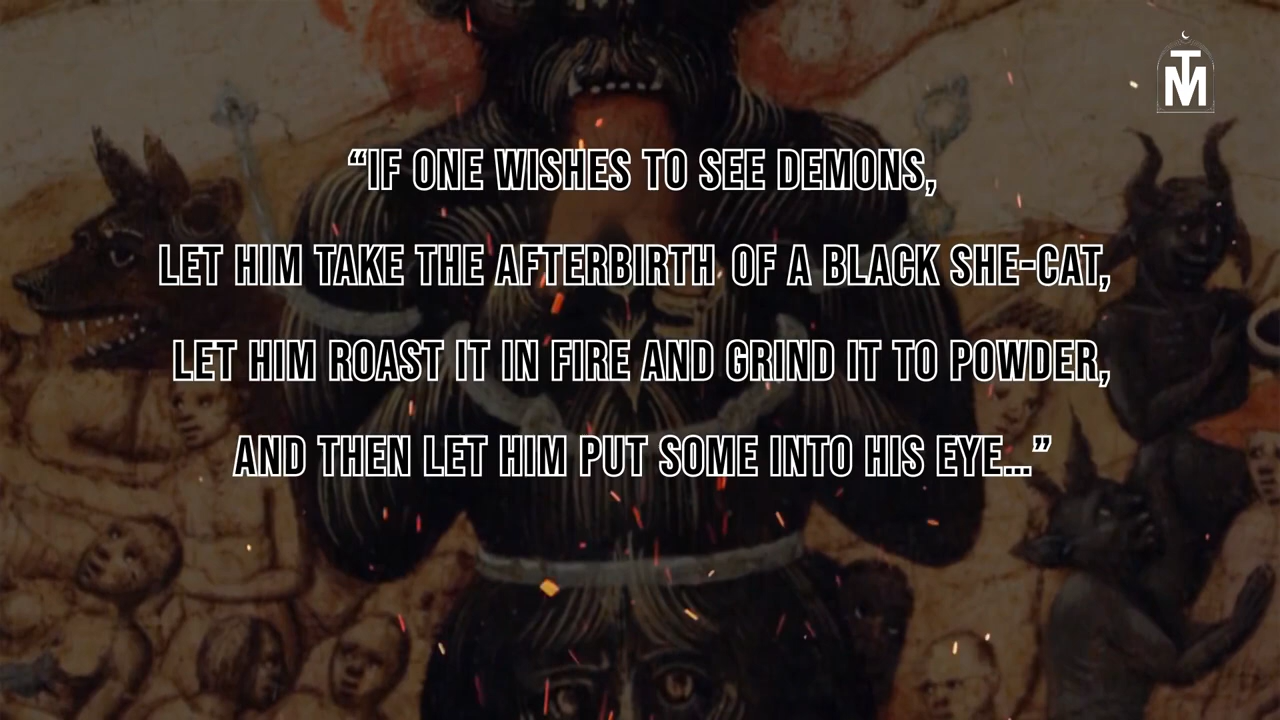 TM
“IF ONE WISHES TO SEE DEMONS,
LET HIM TAKE THE AFTERBIRTH OF A BLACK SHE-CAT,
LET HIM ROAST IT IN FIRE AND GRIND IT TO POWDER,
AND THEN LET HIM PUT SOME INTO HIS EYE...”